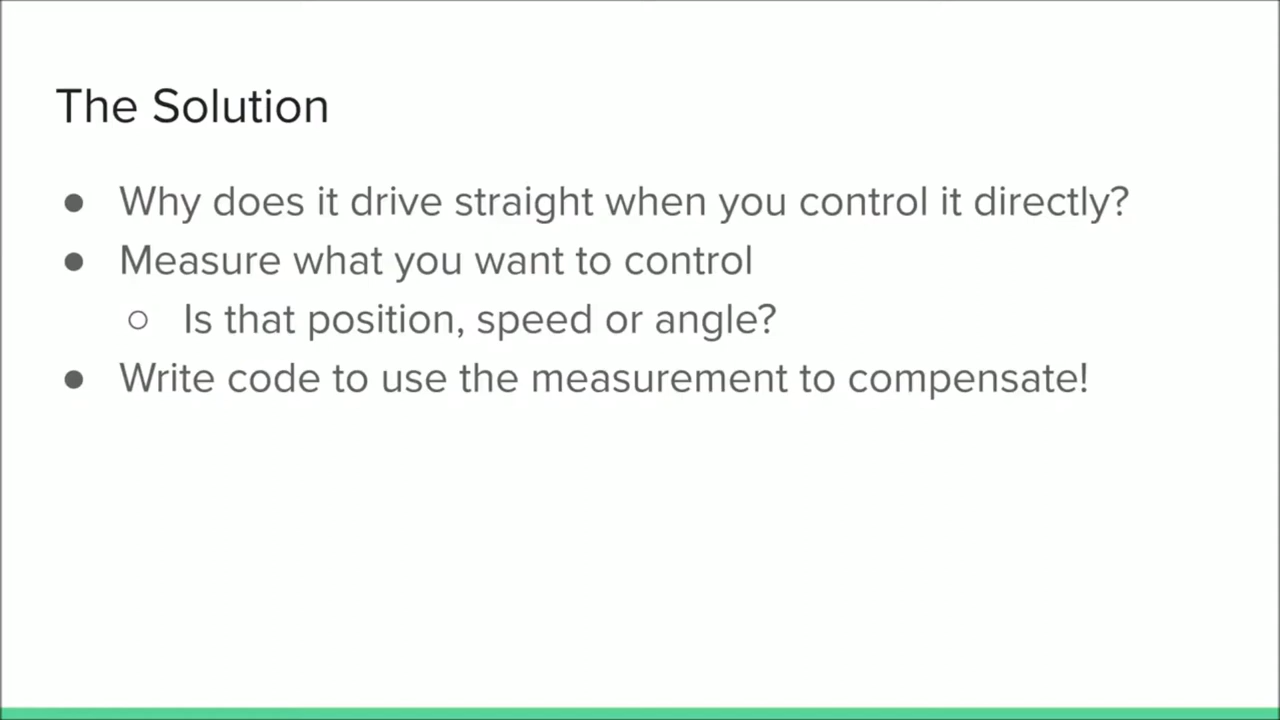 The Solution
● Why does it drive straight when you control it directly?
● Measure what you want to control
○ Is that position, speed or angle?
● Write code to use the measurement to compensate!